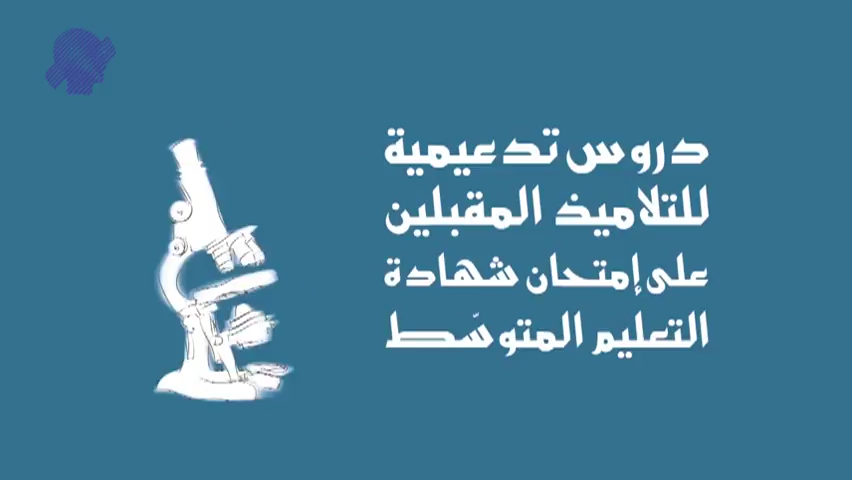 دروس تدعيمية
للتلاميذ المقبلين
على إمتحان شهادة
التعليم المتوسّط